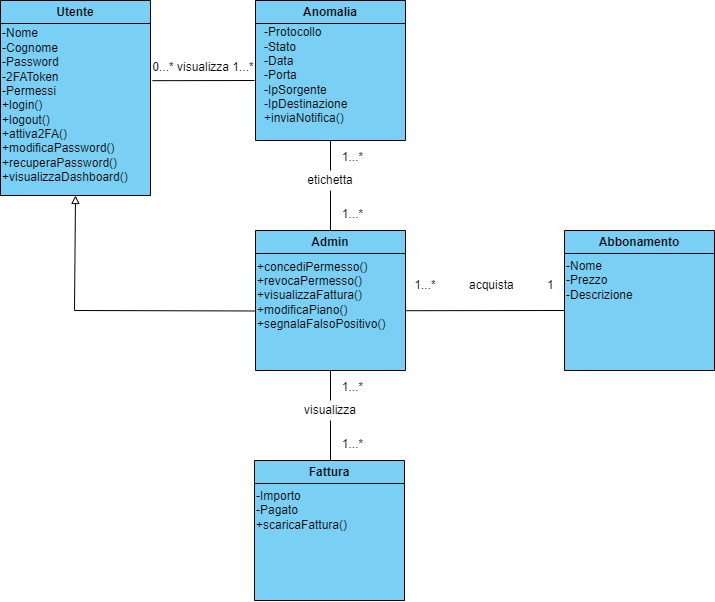 Utente
-Nome
-Cognome
-Password
-2FAToken
-Permessi
+login()
+logout()
+attiva2FA()
+modificaPassword()
+recuperaPassword()
+visualizzaDashboard()
0...* visualizza 1...*
Anomalia
-Protocollo
-Stato
-Data
-Porta
-IpSorgente
-IpDestinazione
+inviaNotifica()
1...*
etichetta
1...*
Admin
+concediPermesso()
+revocaPermesso()
+visualizzaFattura()
+modificaPiano()
+segnalaFalsoPositivo()
1...* acquista 1
Abbonamento
-Nome
-Prezzo
-Descrizione
1...*
visualizza
1...*
Fattura
-Importo
-Pagato
+scaricaFattura()